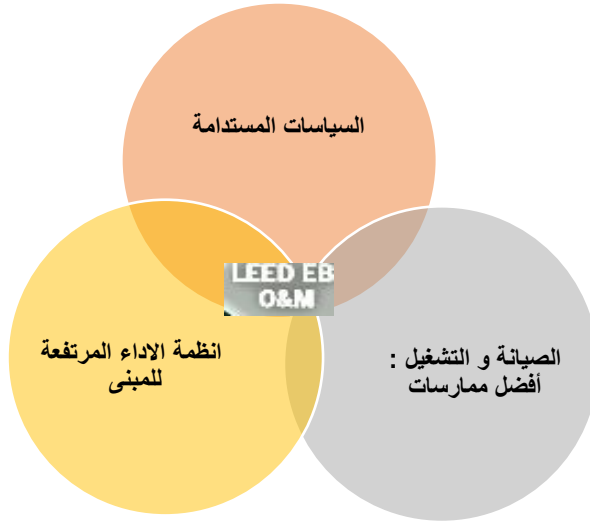 السياسات المستدامة
LEED EB
O&M
انظمة الاداء المرتفعة
للمبنى
الصيانة و التشغيل :
أفضل ممارسات